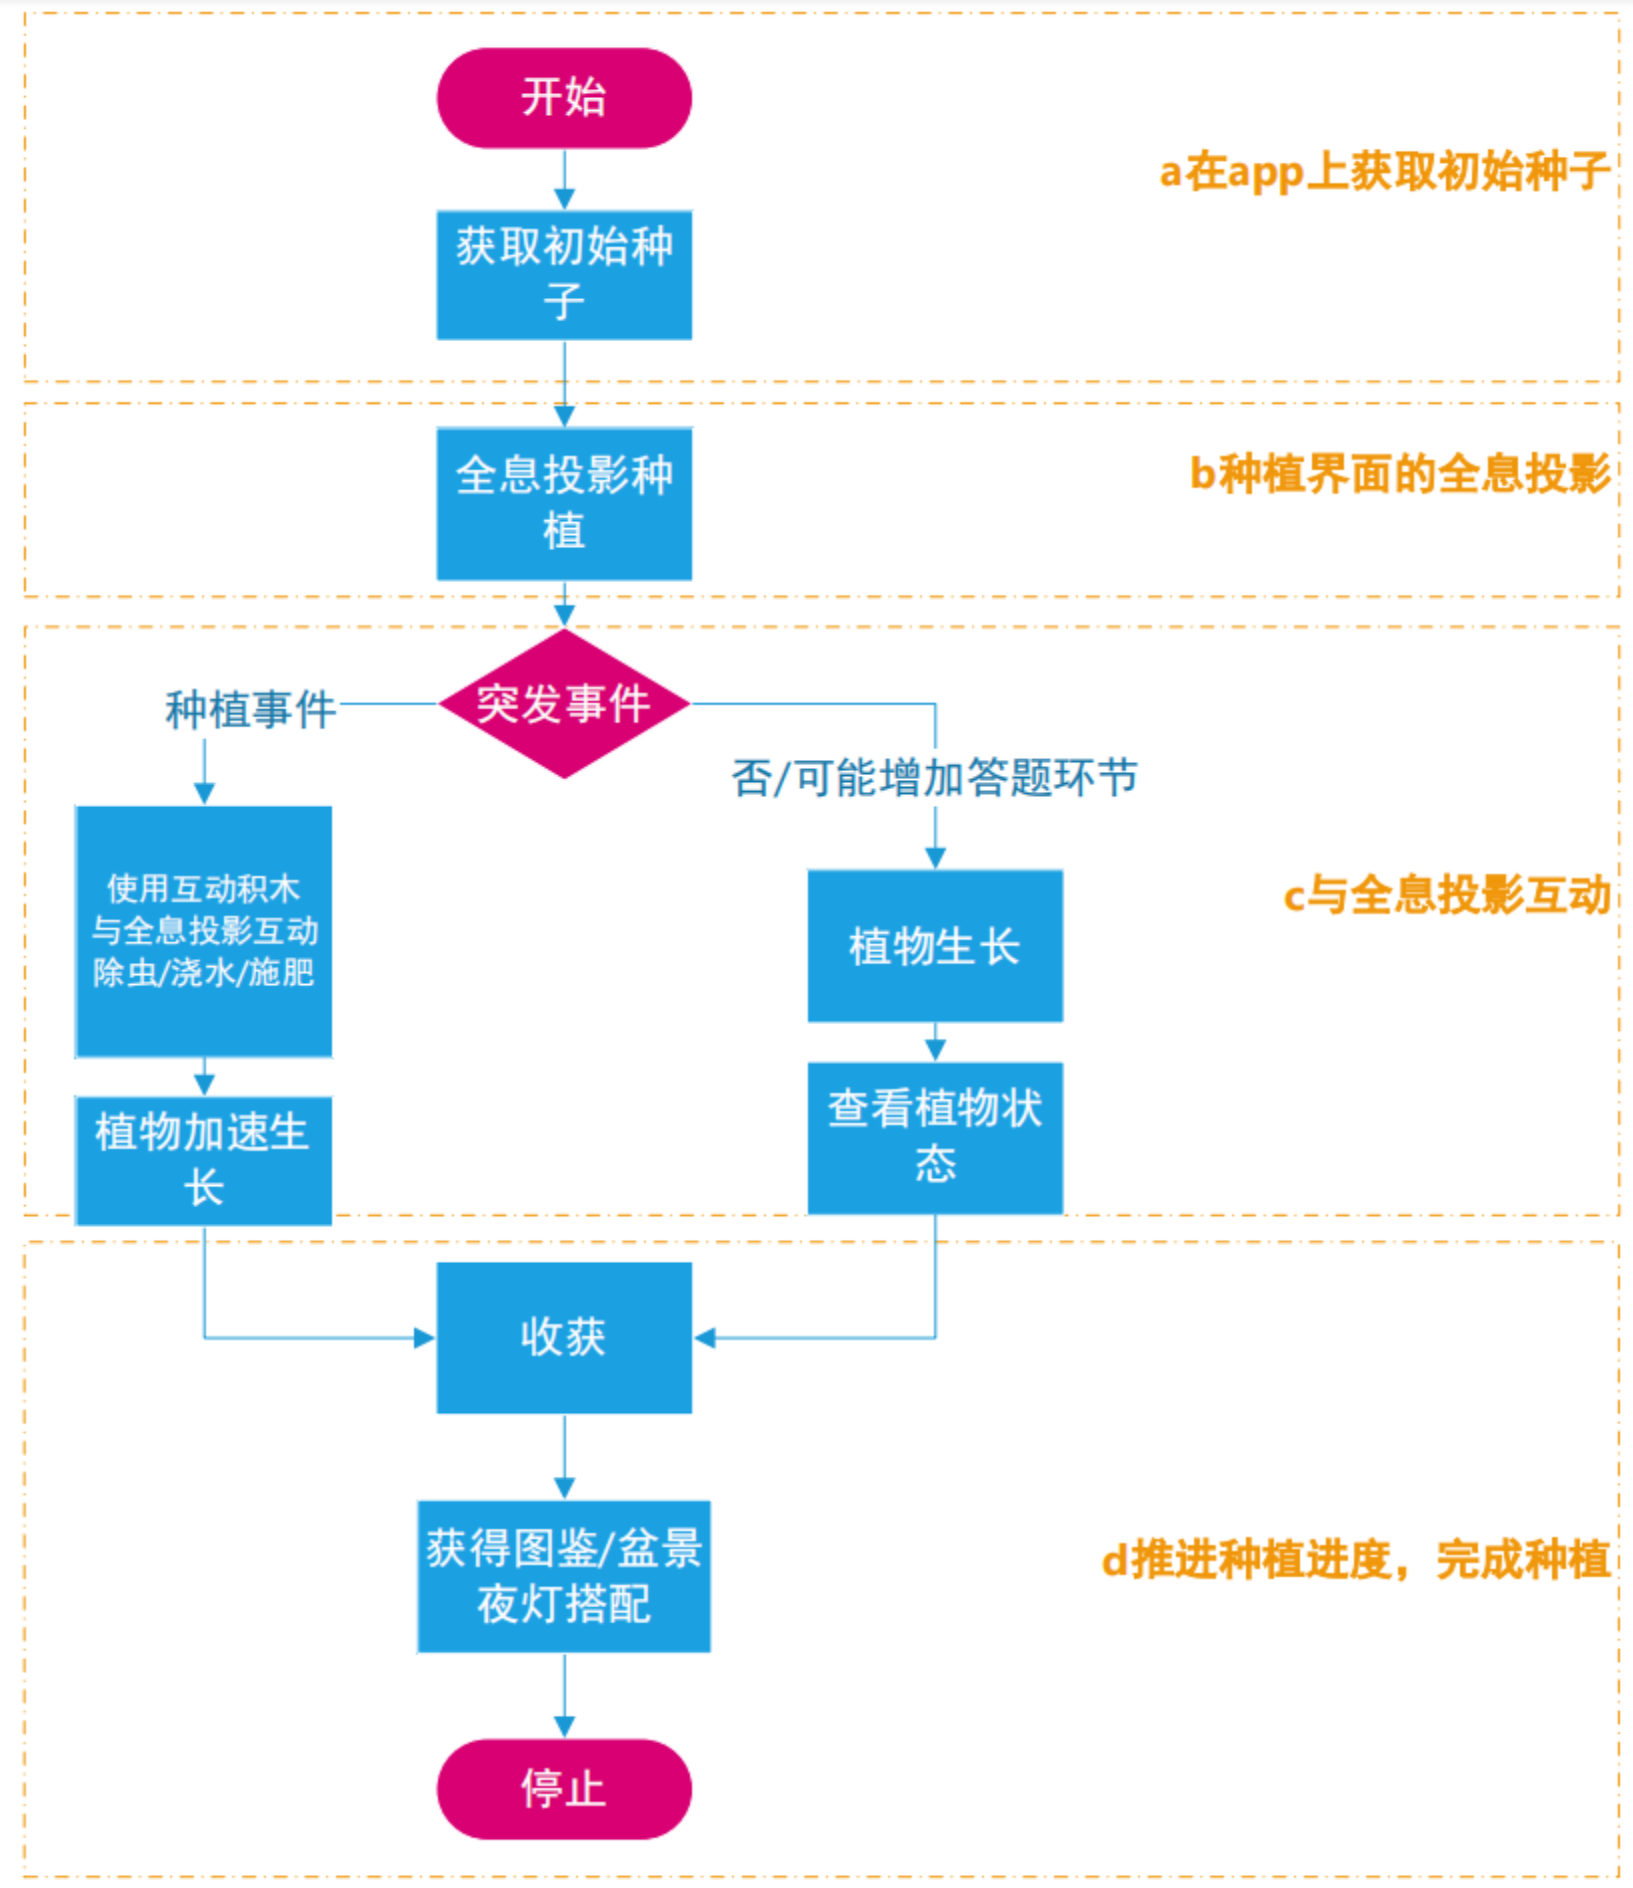 开始
a在app上获取初始种子
获取初始种
子
全息投影种
植
b种植界面的全息投影
突发事件
种植事件
否/可能增加答题环节
使用互动积木
与全息投影互动
除虫/浇水/施肥
植物生长
c与全息投影互动
植物加速生
长
查看植物状
态
收获
获得图鉴/盆景
夜灯搭配
d推进种植进度，完成种植
停止